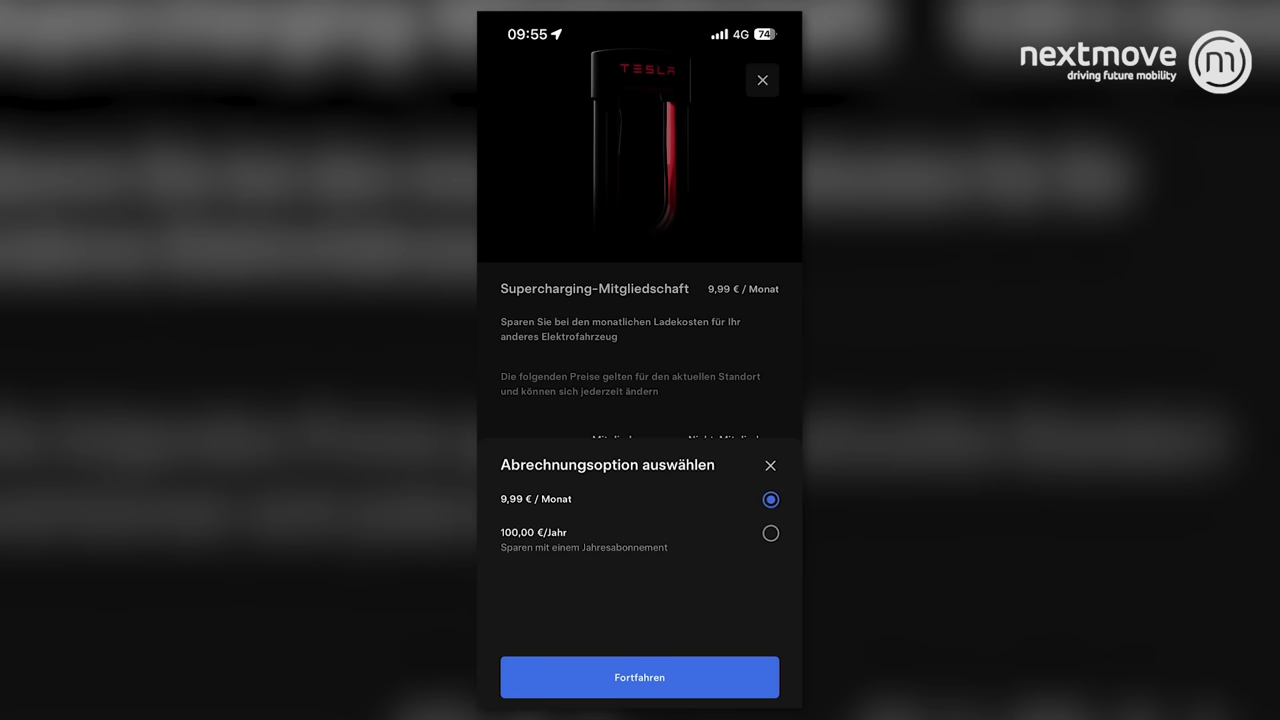 09:55
4G 74
nextmove
driving future mobility
TESLA
Supercharging-Mitgliedschaft 9,99 € / Monat
Sparen Sie bei den monatlichen Ladekosten für Ihr
anderes Elektrofahrzeug
Die folgenden Preise gelten für den aktuellen Standort
und können sich jederzeit ändern
Abrechnungsoption auswählen
9,99 € / Monat
100,00 €/Jahr
Sparen mit einem Jahresabonnement
Fortfahren